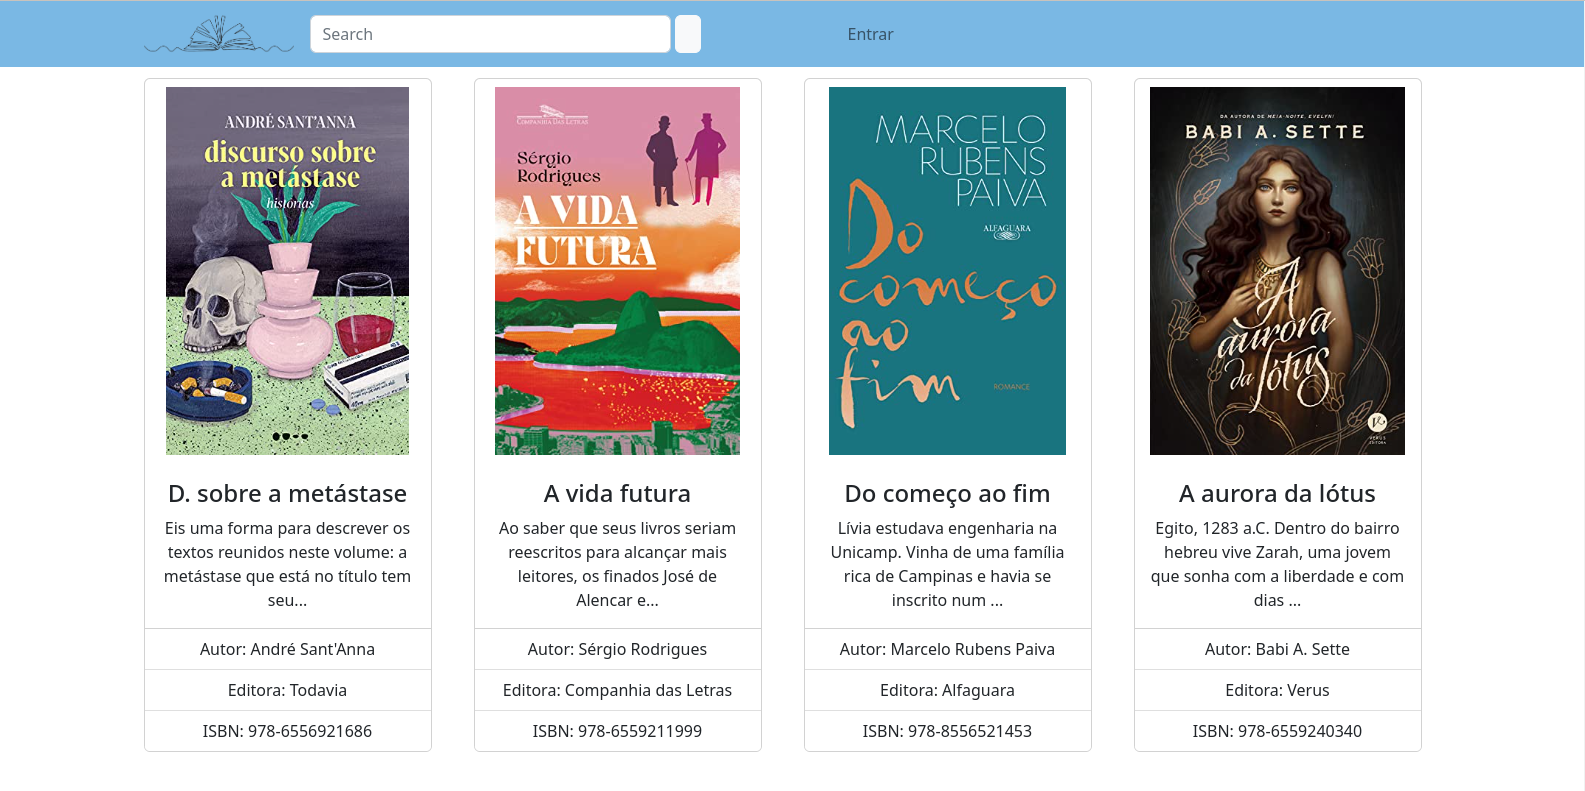 Search
Entrar
ANDRÉ SANT'ANNA
discurso sobre
a metástase
histórias
D. sobre a metástase
Eis uma forma para descrever os
textos reunidos neste volume: a
metástase que está no título tem
seu...
Autor: André Sant'Anna
Editora: Todavia
ISBN: 978-6556921686
COMPANHIA DAS LETRAS
Sérgio
Rodrigues
A VIDA
FUTURA
A vida futura
Ao saber que seus livros seriam
reescritos para alcançar mais
leitores, os finados José de
Alencar e...
Autor: Sérgio Rodrigues
Editora: Companhia das Letras
ISBN: 978-6559211999
MARCELO
RUBENS
PAIVA
ALFAGUARA
Do
começo
ao
fim
ROMANCE
Do começo ao fim
Lívia estudava engenharia na
Unicamp. Vinha de uma família
rica de Campinas e havia se
inscrito num ...
Autor: Marcelo Rubens Paiva
Editora: Alfaguara
ISBN: 978-8556521453
DA AUTORA DE MEIA-NOITE, EVELYN!
BABI A. SETTE
A
aurora
da lótus
VERUS
EDITORA
A aurora da lótus
Egito, 1283 a.C. Dentro do bairro
hebreu vive Zarah, uma jovem
que sonha com a liberdade e com
dias ...
Autor: Babi A. Sette
Editora: Verus
ISBN: 978-6559240340